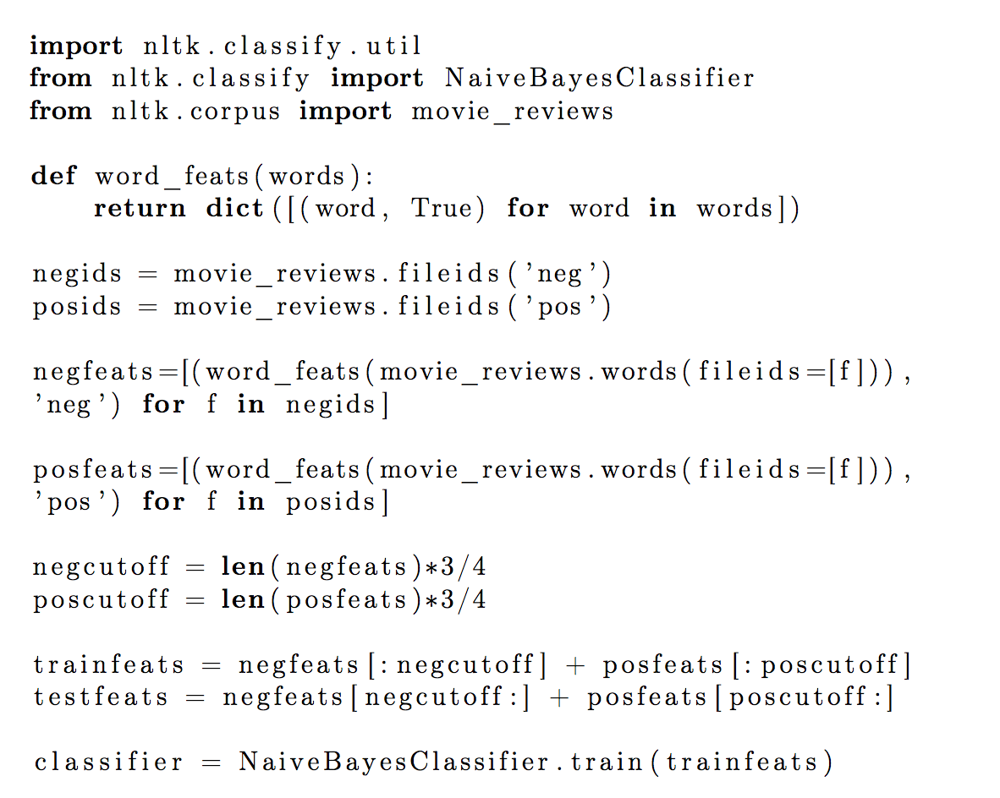 import nltk.classify.util
from nltk.classify import NaiveBayesClassifier
from nltk.corpus import movie_reviews

def word_feats(words):
    return dict([(word, True) for word in words])

negids = movie_reviews.fileids('neg')
posids = movie_reviews.fileids('pos')

negfeats=[(word_feats(movie_reviews.words(fileids=[f])),
'neg') for f in negids]

posfeats=[(word_feats(movie_reviews.words(fileids=[f])),
'pos') for f in posids]

negcutoff = len(negfeats)*3/4
poscutoff = len(posfeats)*3/4

trainfeats = negfeats[:negcutoff] + posfeats[:poscutoff]
testfeats = negfeats[negcutoff:] + posfeats[poscutoff:]

classifier = NaiveBayesClassifier.train(trainfeats)